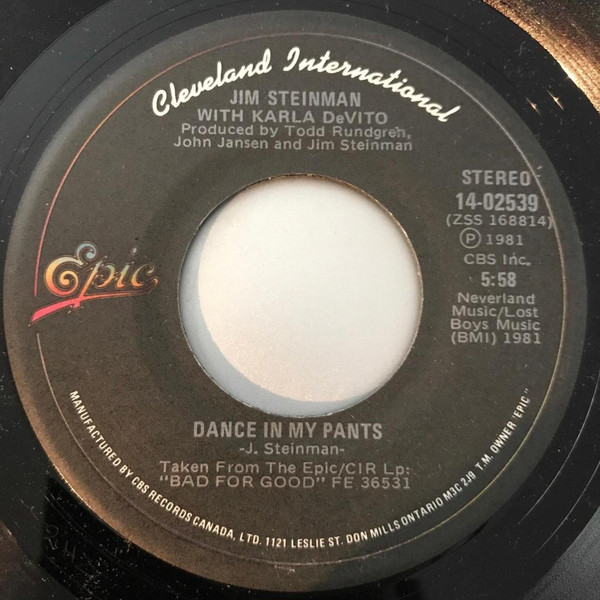 Cleveland International
JIM STEINMAN
WITH KARLA DeVITO
Produced by Todd Rundgren,
John Jansen and Jim Steinman
STEREO
14-02539
(ZSS 168814)
Ⓟ 1981
CBS Inc.
5:58
Neverland
Music/Lost
Boys Music
(BMI) 1981
Epic
DANCE IN MY PANTS
-J. Steinman-
Taken From The Epic/CIR Lp:
"BAD FOR GOOD" FE 36531
MANUFACTURED BY CBS RECORDS CANADA, LTD. 1121 LESLIE ST. DON MILLS ONTARIO M3C 2J9 T.M. OWNER "EPIC"